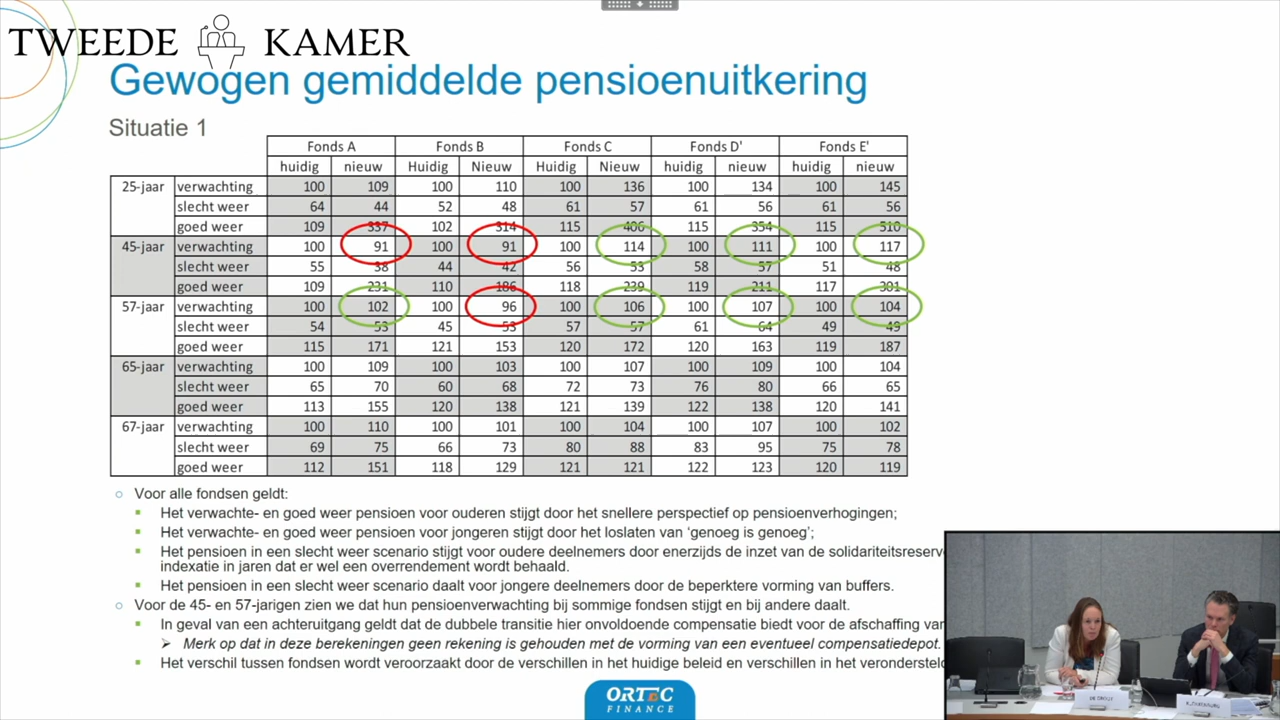 TWEEDE KAMER
Gewogen gemiddelde pensioenuitkering
Situatie 1
Fonds A Fonds B Fonds C Fonds D' Fonds E'
huidig nieuw Huidig Nieuw Huidig Nieuw huidig nieuw huidig nieuw
25-jaar verwachting 100 109 100 110 100 136 100 134 100 145
slecht weer 64 44 52 48 61 57 61 56 61 56
goed weer 109 337 102 314 115 406 115 354 115 510
45-jaar verwachting 100 91 100 91 100 114 100 111 100 117
slecht weer 55 38 44 42 56 53 58 57 51 48
goed weer 109 231 110 186 118 239 119 211 117 301
57-jaar verwachting 100 102 100 96 100 106 100 107 100 104
slecht weer 54 53 45 53 57 57 61 64 49 49
goed weer 115 171 121 153 120 172 120 163 119 187
65-jaar verwachting 100 109 100 103 100 107 100 109 100 104
slecht weer 65 70 60 68 72 73 76 80 66 65
goed weer 113 155 120 138 121 139 122 138 120 141
67-jaar verwachting 100 110 100 101 100 104 100 107 100 102
slecht weer 69 75 66 73 80 88 83 95 75 78
goed weer 112 151 118 129 121 121 122 123 120 119
Voor alle fondsen geldt:
Het verwachte- en goed weer pensioen voor ouderen stijgt door het snellere perspectief op pensioenverhogingen;
Het verwachte- en goed weer pensioen voor jongeren stijgt door het loslaten van ‘genoeg is genoeg’;
Het pensioen in een slecht weer scenario stijgt voor oudere deelnemers door enerzijds de inzet van de solidariteitsreserv
indexatie in jaren dat er wel een overrendement wordt behaald.
Het pensioen in een slecht weer scenario daalt voor jongere deelnemers door de beperktere vorming van buffers.
Voor de 45- en 57-jarigen zien we dat hun pensioenverwachting bij sommige fondsen stijgt en bij andere daalt.
In geval van een achteruitgang geldt dat de dubbele transitie hier onvoldoende compensatie biedt voor de afschaffing var
Merk op dat in deze berekeningen geen rekening is gehouden met de vorming van een eventueel compensatiedepot.
Het verschil tussen fondsen wordt veroorzaakt door de verschillen in het huidige beleid en verschillen in het veronderstel
ORTEC
FINANCE